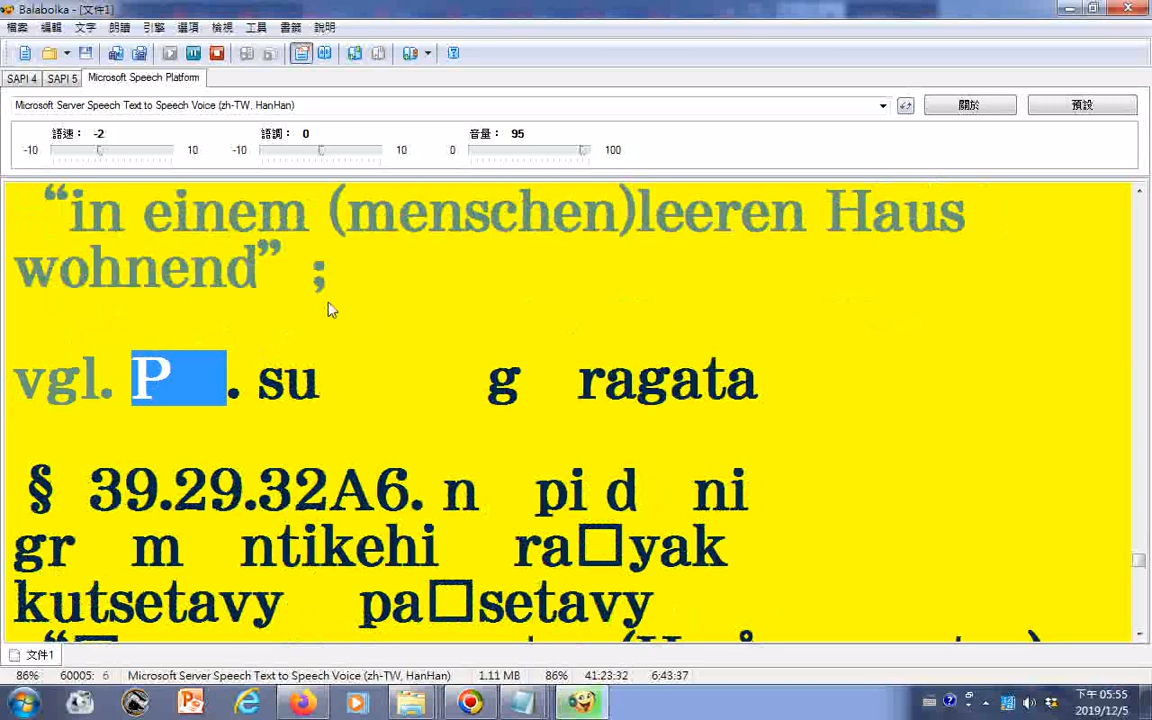 Balabolka - [文件1]
檔案 編輯 文字 朗讀 引擎 選項 檢視 工具 書籤 說明
SAPI 4 SAPI 5 Microsoft Speech Platform
Microsoft Server Speech Text to Speech Voice (zh-TW, HanHan) 關於 預設
語速： -2 語調： 0 音量： 95
-10 10 -10 10 0 100
“in einem (menschen)leeren Haus
wohnend” ;
vgl. P . su g ragata
§ 39.29.32A6. n pi d ni
gr m ntikehi ra□yak
kutsetavy pa□setavy
文件1
86% 60005: 6 Microsoft Server Speech Text to Speech Voice (zh-TW, HanHan) 1.11 MB 86% 41:23:32 6:43:37
下午 05:55
2019/12/5